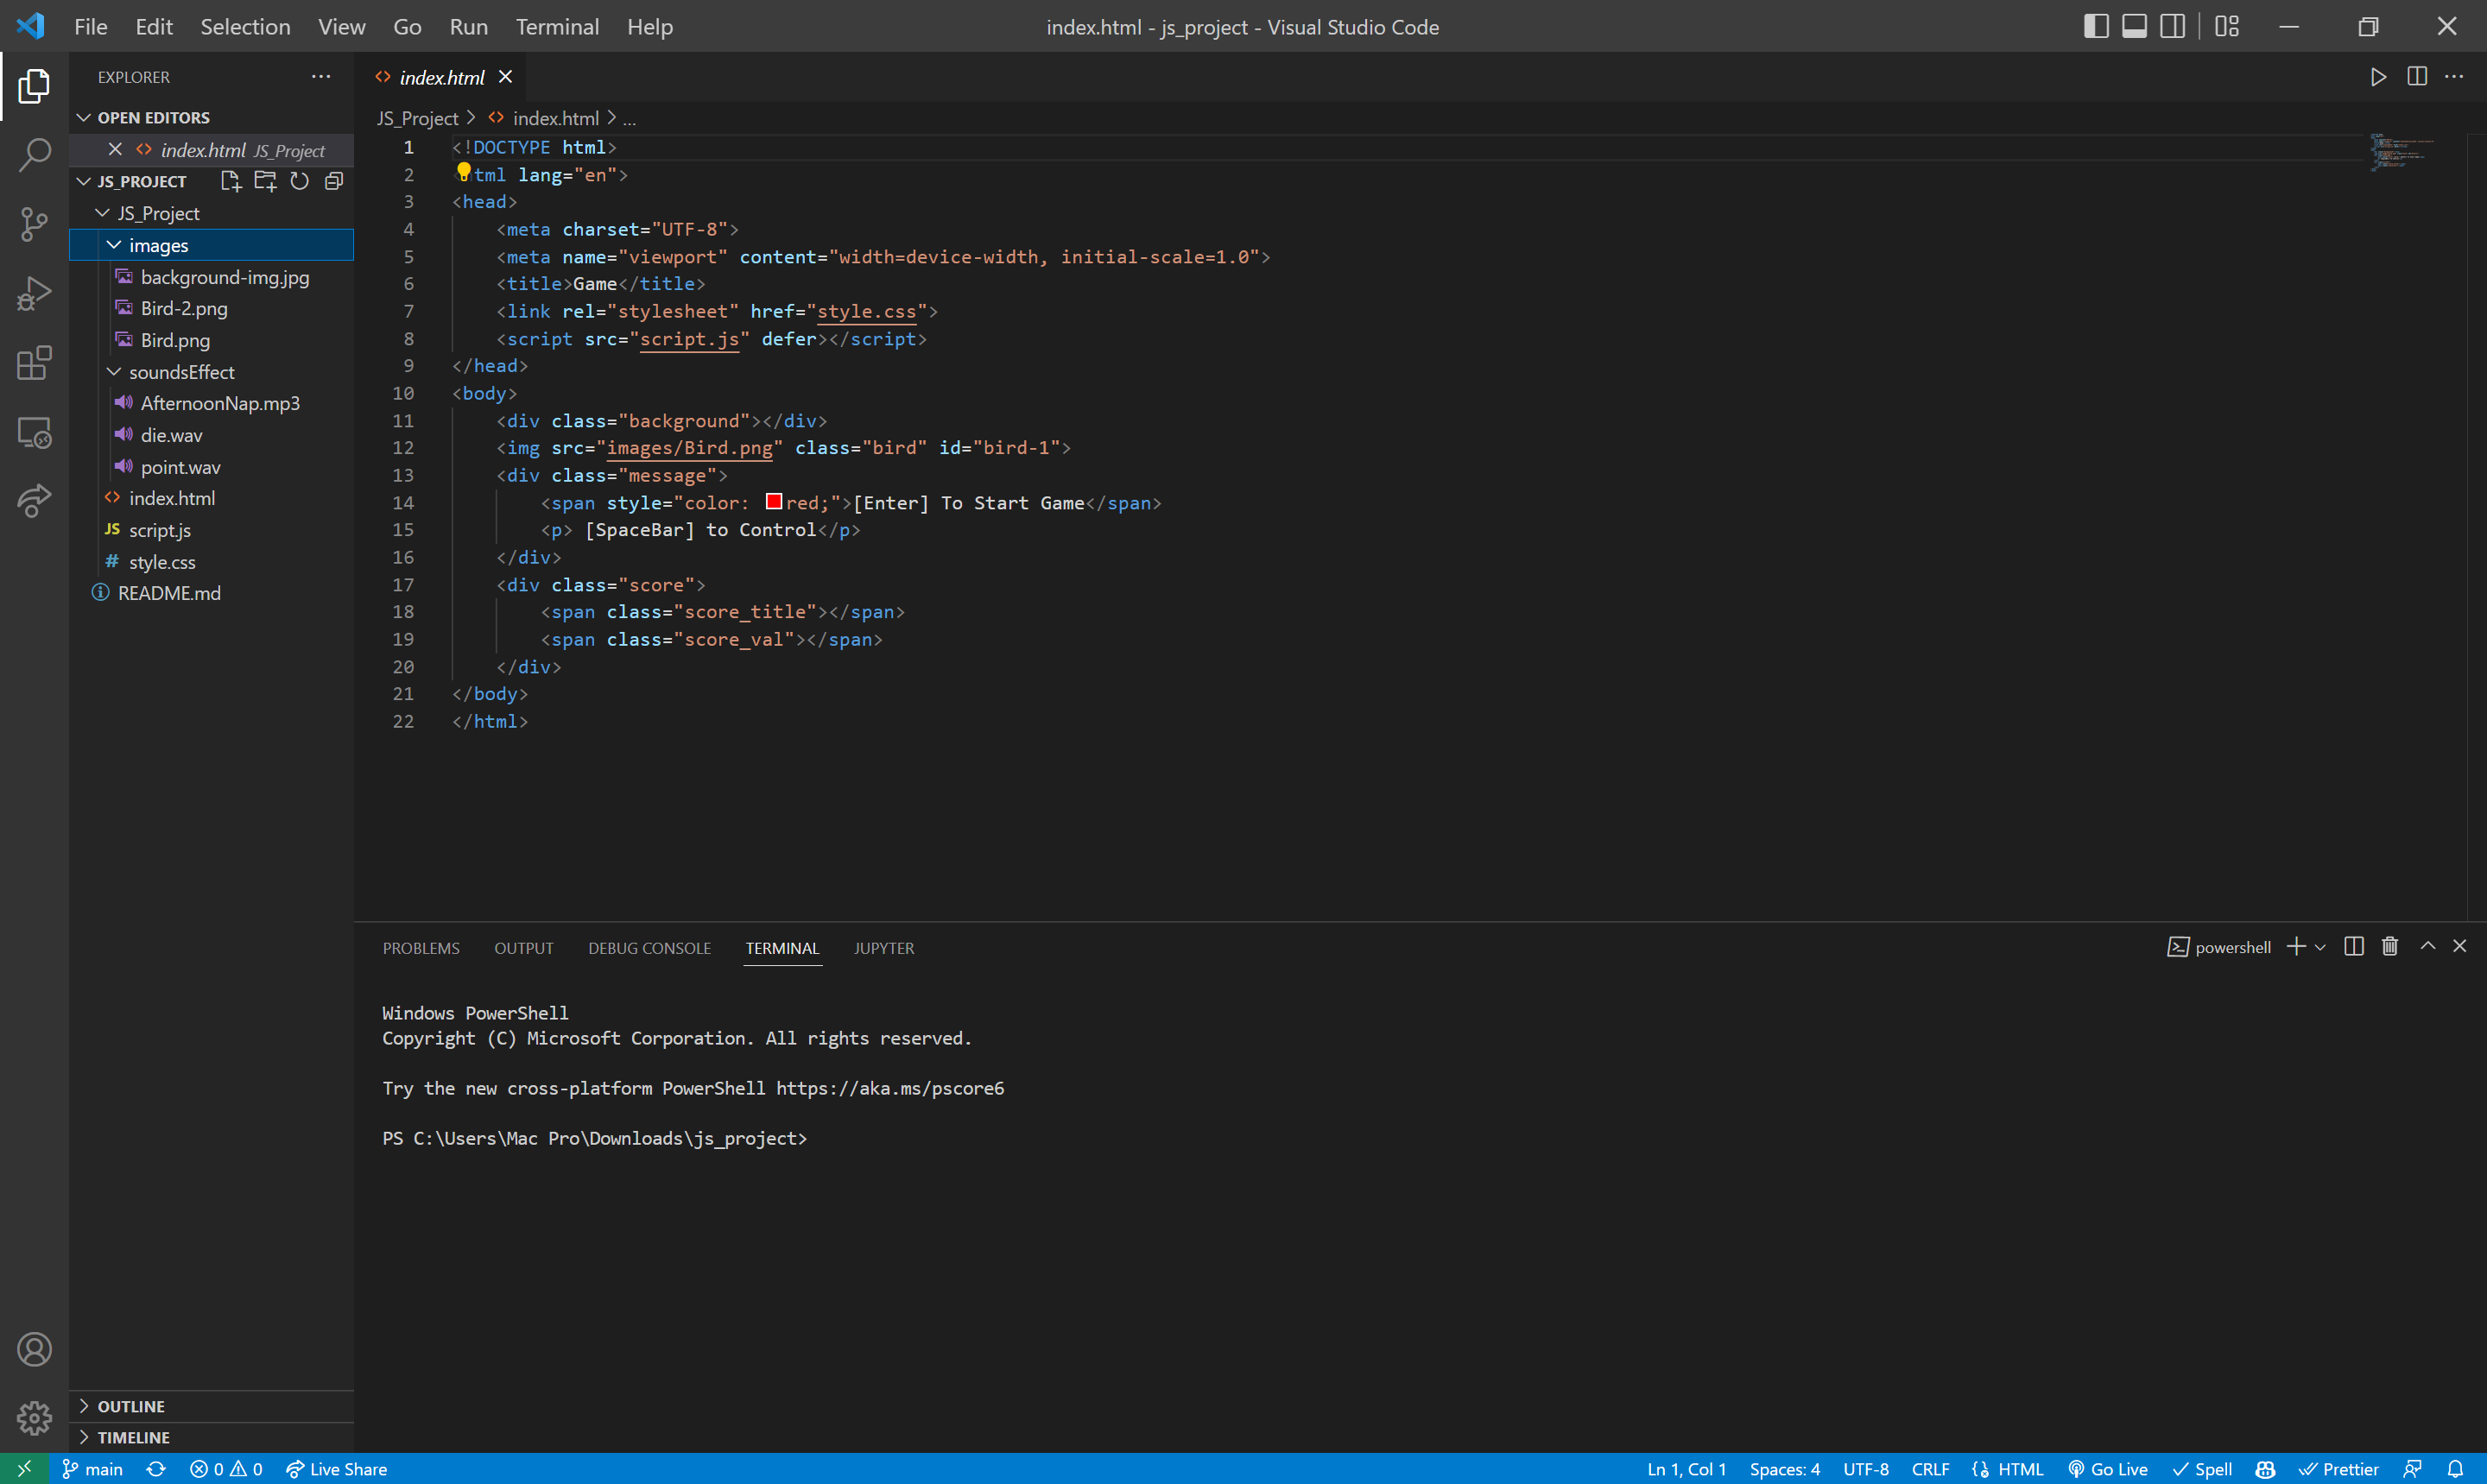 File Edit Selection View Go Run Terminal Help
index.html - js_project - Visual Studio Code
EXPLORER
OPEN EDITORS
index.html JS_Project
JS_PROJECT
JS_Project
images
background-img.jpg
Bird-2.png
Bird.png
soundsEffect
AfternoonNap.mp3
die.wav
point.wav
index.html
JS script.js
# style.css
README.md
OUTLINE
TIMELINE
index.html
JS_Project > index.html > ...
1 <!DOCTYPE html>
2 tml lang="en">
3 <head>
4 <meta charset="UTF-8">
5 <meta name="viewport" content="width=device-width, initial-scale=1.0">
6 <title>Game</title>
7 <link rel="stylesheet" href="style.css">
8 <script src="script.js" defer></script>
9 </head>
10 <body>
11 <div class="background"></div>
12 <img src="images/Bird.png" class="bird" id="bird-1">
13 <div class="message">
14 <span style="color: red;">[Enter] To Start Game</span>
15 <p> [SpaceBar] to Control</p>
16 </div>
17 <div class="score">
18 <span class="score_title"></span>
19 <span class="score_val"></span>
20 </div>
21 </body>
22 </html>
PROBLEMS OUTPUT DEBUG CONSOLE TERMINAL JUPYTER
powershell
Windows PowerShell
Copyright (C) Microsoft Corporation. All rights reserved.
Try the new cross-platform PowerShell https://aka.ms/pscore6
PS C:\Users\Mac Pro\Downloads\js_project>
main 0 0 Live Share
Ln 1, Col 1 Spaces: 4 UTF-8 CRLF HTML Go Live Spell Prettier